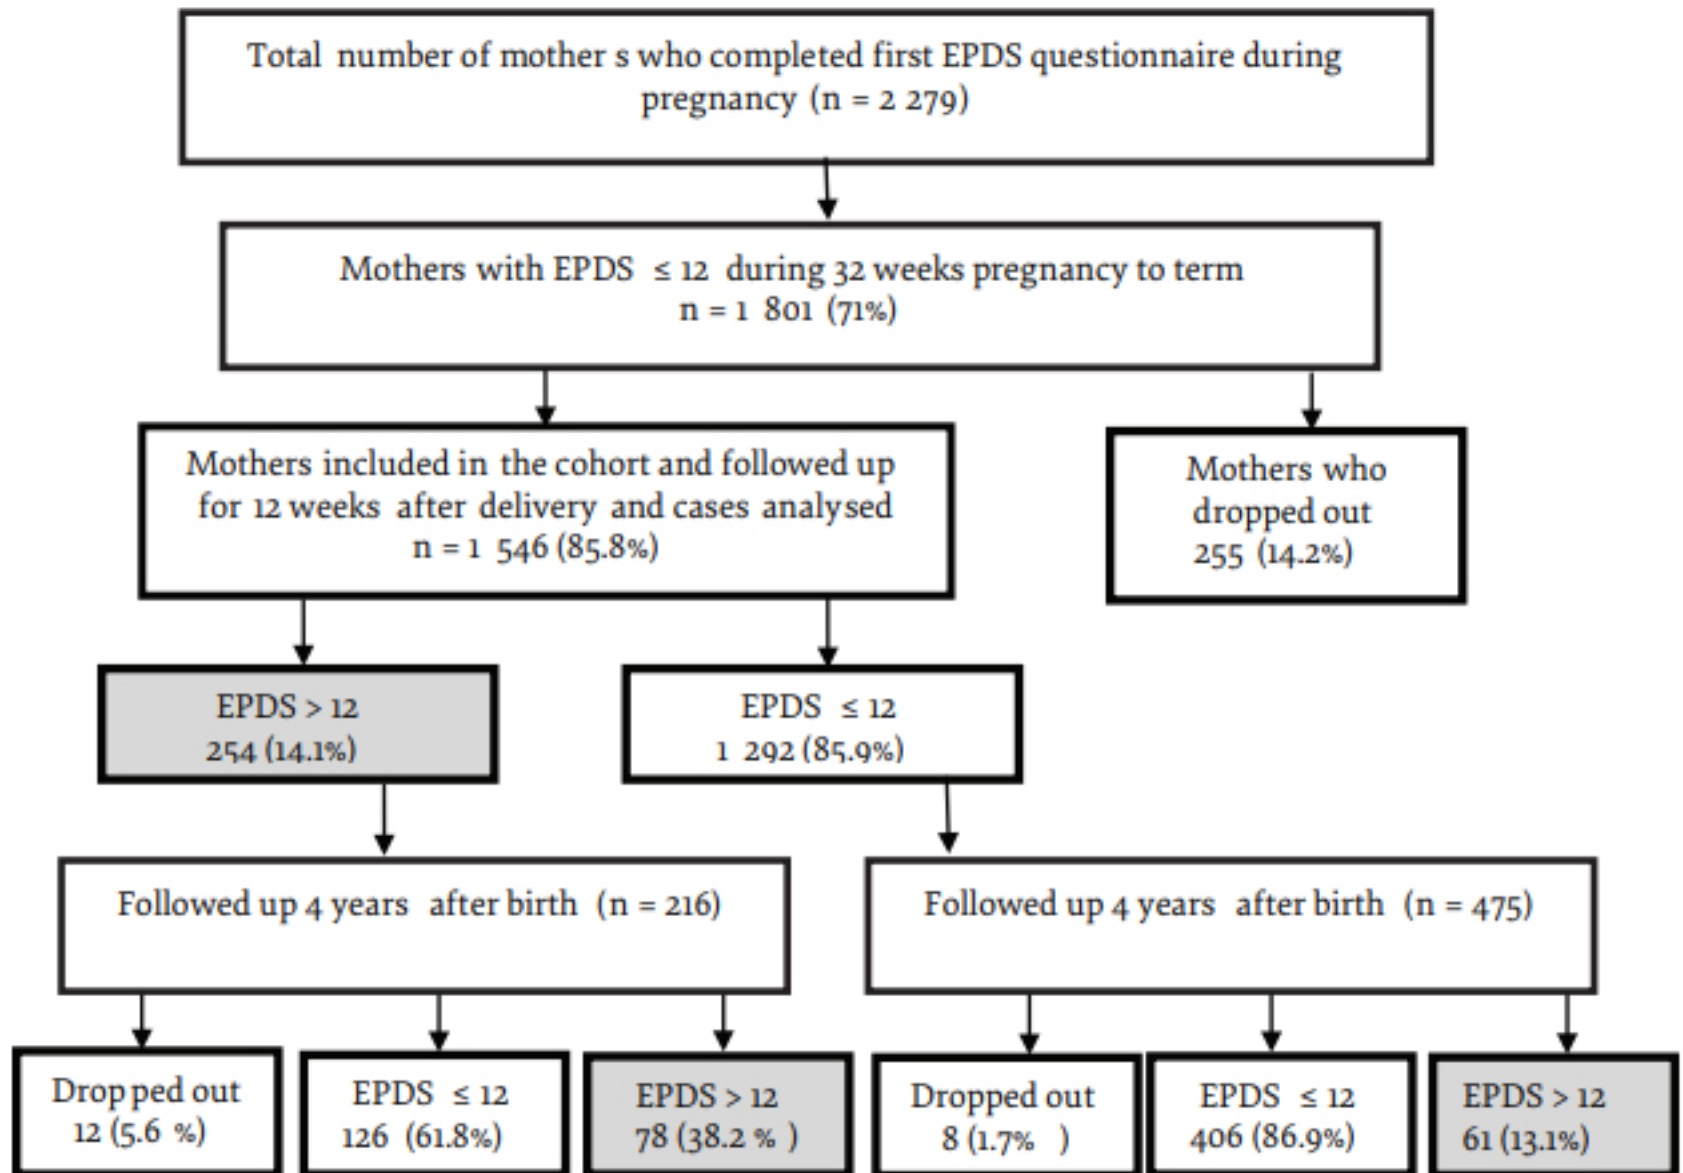 Total number of mother s who completed first EPDS questionnaire during
pregnancy (n = 2 279)
Mothers with EPDS ≤ 12 during 32 weeks pregnancy to term
n = 1 801 (71%)
Mothers included in the cohort and followed up
for 12 weeks after delivery and cases analysed
n = 1 546 (85.8%)
Mothers who
dropped out
255 (14.2%)
EPDS > 12
254 (14.1%)
EPDS ≤ 12
1 292 (85.9%)
Followed up 4 years after birth (n = 216)
Followed up 4 years after birth (n = 475)
Dropped out
12 (5.6 %)
EPDS ≤ 12
126 (61.8%)
EPDS > 12
78 (38.2 % )
Dropped out
8 (1.7% )
EPDS ≤ 12
406 (86.9%)
EPDS > 12
61 (13.1%)